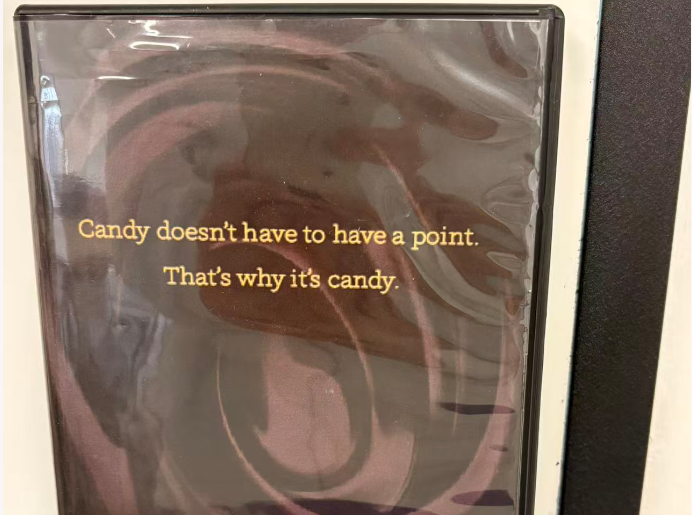 Candy doesn't have to have a point.
That's why it's candy.